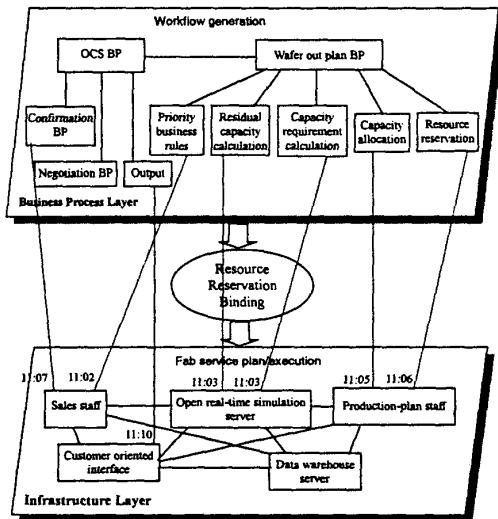 Workflow generation
OCS BP
Wafer out plan BP
Confirmation
BP
Priority
business
rules
Residual
capacity
calculation
Capacity
requirement
calculation
Capacity
allocation
Resource
reservation
Negotiation BP
Output
Business Process Layer
Resource
Reservation
Binding
Fab service plan/execution
11:07
11:02
11:03
11:03
11:05
11:06
Sales staff
Open real-time simulation
server
Production-plan staff
11:10
Customer oriented
interface
Data warehouse
server
Infrastructure Layer